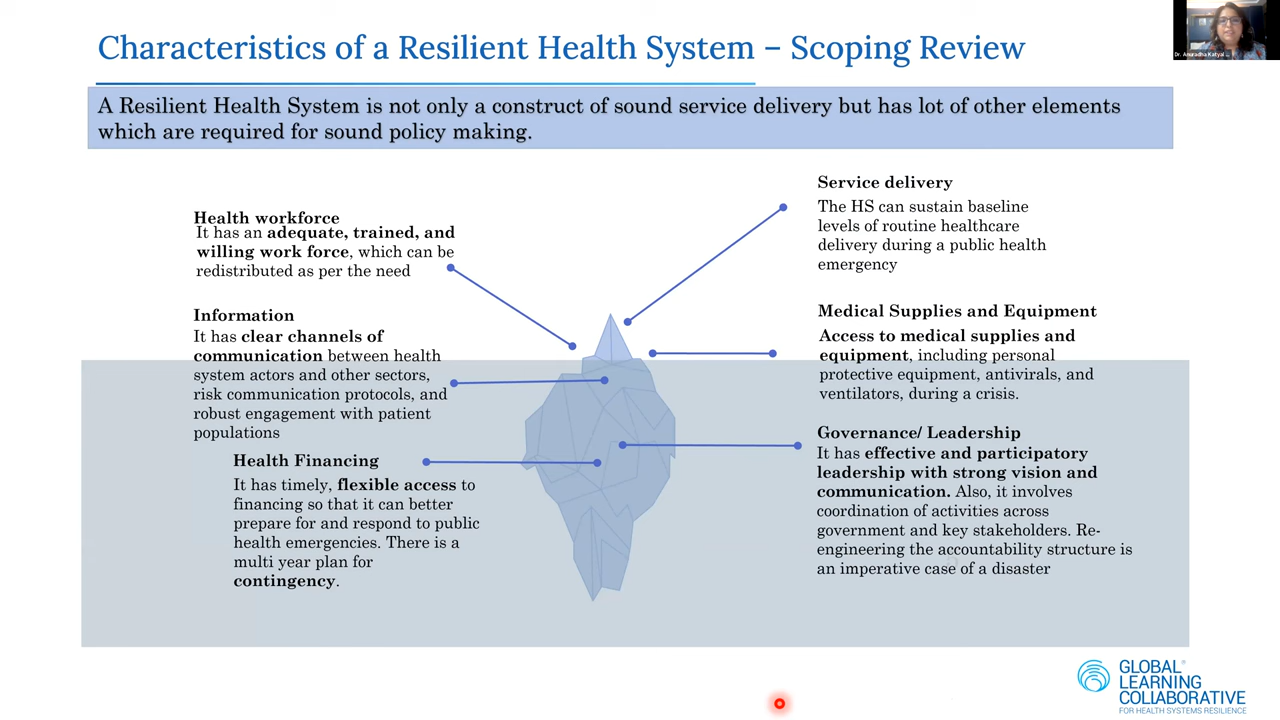 Characteristics of a Resilient Health System – Scoping Review
Dr. Anuradha Katyal
A Resilient Health System is not only a construct of sound service delivery but has lot of other elements
which are required for sound policy making.
Health workforce
It has an adequate, trained, and
willing work force, which can be
redistributed as per the need
Information
It has clear channels of
communication between health
system actors and other sectors,
risk communication protocols, and
robust engagement with patient
populations
Health Financing
It has timely, flexible access to
financing so that it can better
prepare for and respond to public
health emergencies. There is a
multi year plan for
contingency.
Service delivery
The HS can sustain baseline
levels of routine healthcare
delivery during a public health
emergency
Medical Supplies and Equipment
Access to medical supplies and
equipment, including personal
protective equipment, antivirals, and
ventilators, during a crisis.
Governance/ Leadership
It has effective and participatory
leadership with strong vision and
communication. Also, it involves
coordination of activities across
government and key stakeholders. Re-
engineering the accountability structure is
an imperative case of a disaster
GLOBAL
LEARNING
COLLABORATIVE
FOR HEALTH SYSTEMS RESILIENCE